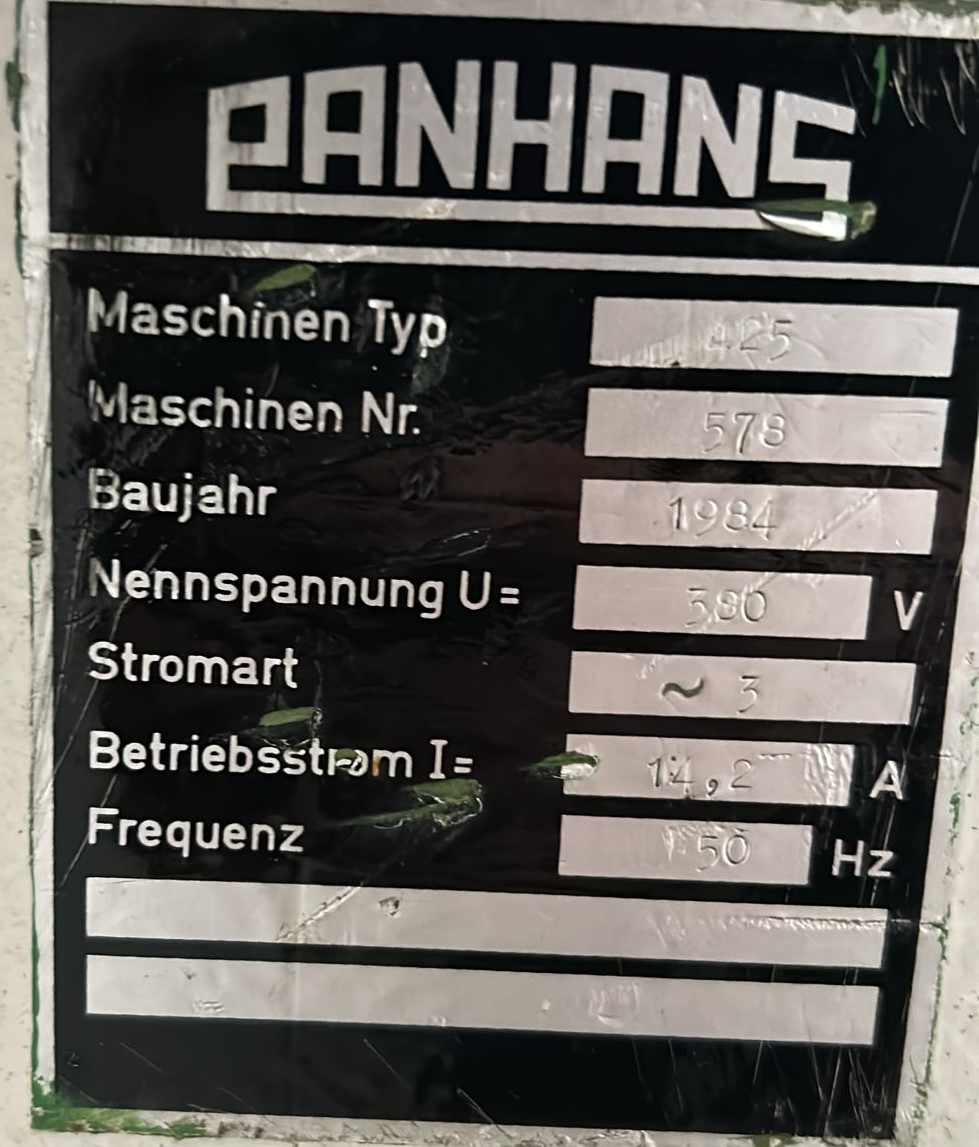 PANHANS
Maschinen Typ 425
Maschinen Nr. 578
Baujahr 1984
Nennspannung U= 380 V
Stromart ~ 3
Betriebsstrom I= 14,2 A
Frequenz 50 Hz